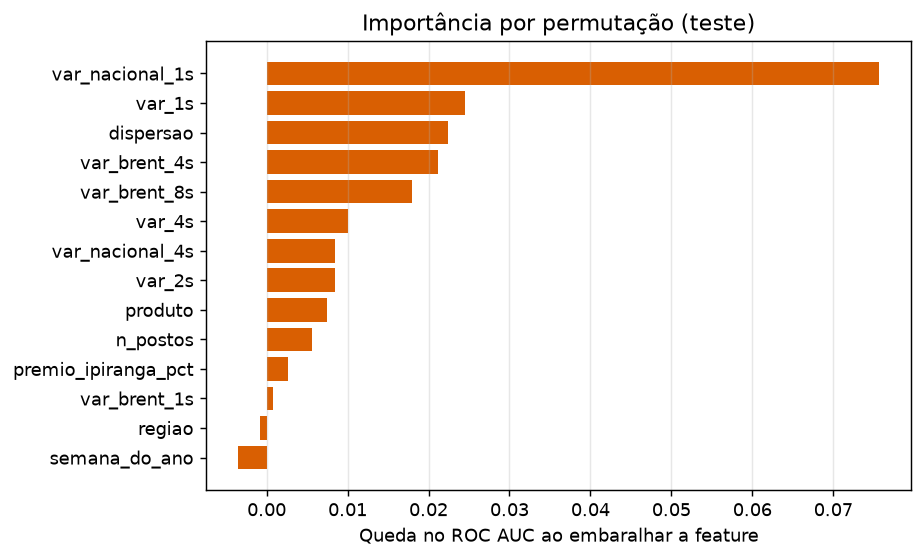 Importância por permutação (teste)
var_nacional_1s
var_1s
dispersao
var_brent_4s
var_brent_8s
var_4s
var_nacional_4s
var_2s
produto
n_postos
premio_ipiranga_pct
var_brent_1s
regiao
semana_do_ano
0.00 0.01 0.02 0.03 0.04 0.05 0.06 0.07
Queda no ROC AUC ao embaralhar a feature